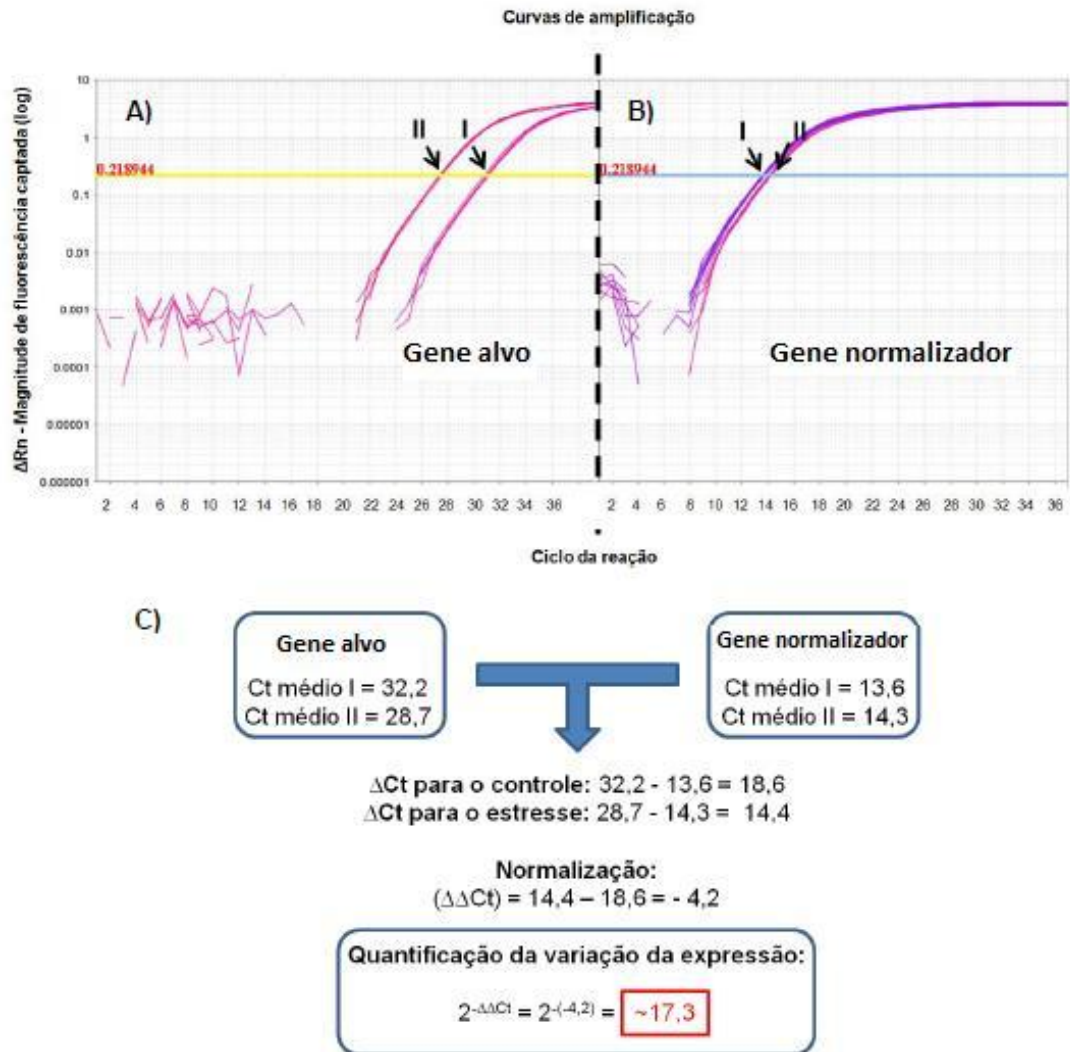 Curvas de amplificação
A)
B)
II I
I II
0.218944
0.218944
10
1
0.1
0.01
0.001
0.0001
0.00001
0.000001
ΔRn - Magnitude de fluorescência captada (log)
Gene alvo
Gene normalizador
2 4 6 8 10 12 14 16 18 20 22 24 26 28 30 32 34 36
2 4 6 8 10 12 14 16 18 20 22 24 26 28 30 32 34 36
Ciclo da reação
C)
Gene alvo
Ct médio I = 32,2
Ct médio II = 28,7
Gene normalizador
Ct médio I = 13,6
Ct médio II = 14,3
ΔCt para o controle: 32,2 - 13,6 = 18,6
ΔCt para o estresse: 28,7 - 14,3 = 14,4
Normalização:
(ΔΔCt) = 14,4 – 18,6 = - 4,2
Quantificação da variação da expressão:
2-ΔΔCt = 2-(-4,2) = ~17,3